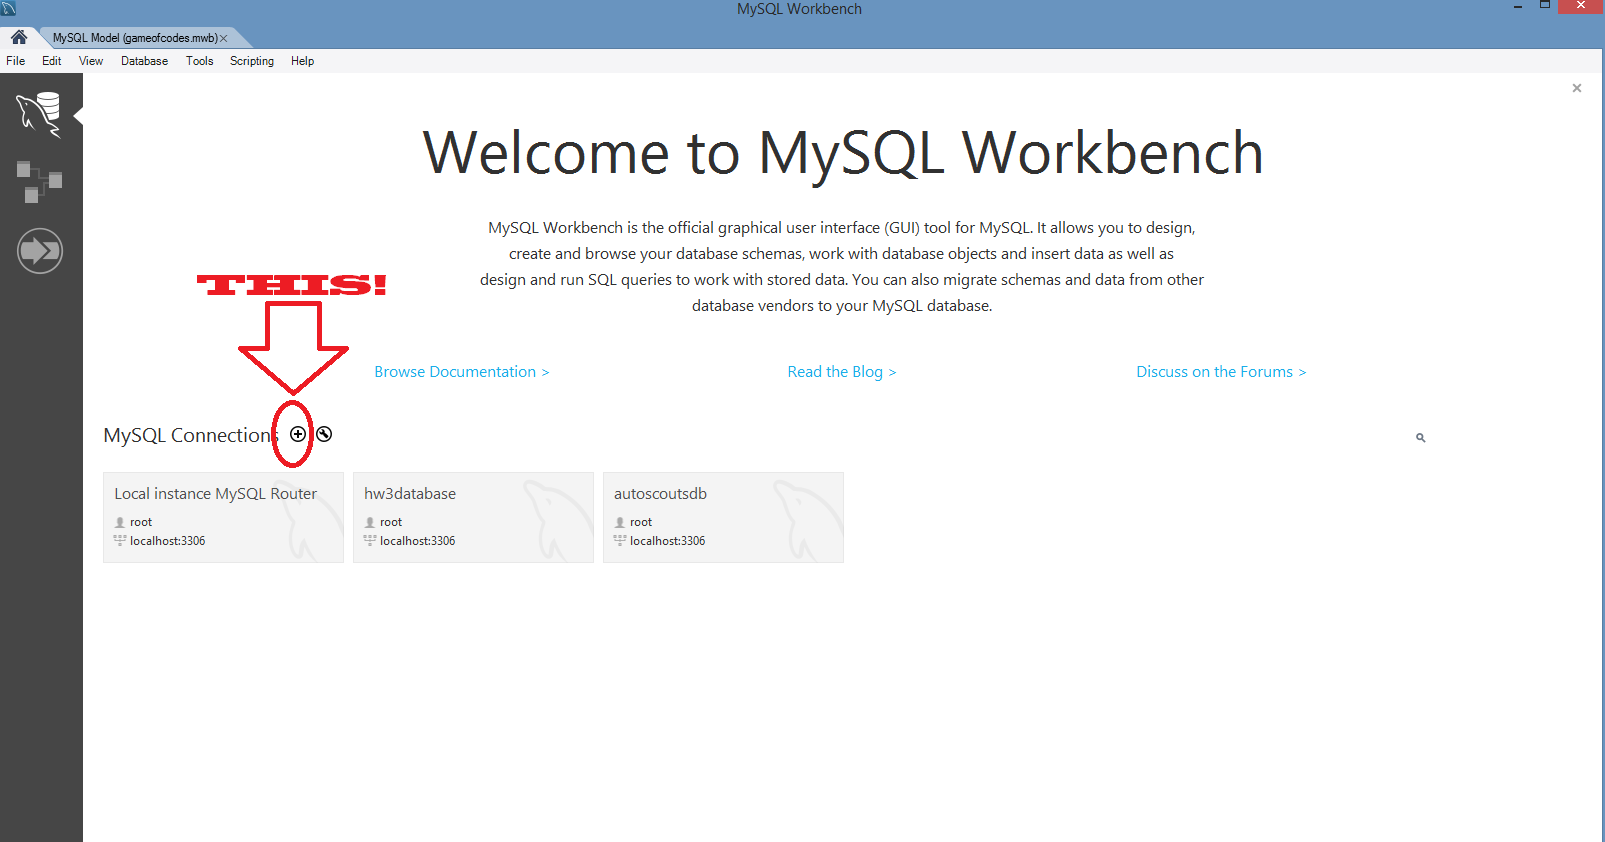 MySQL Workbench
MySQL Model (gameofcodes.mwb)
File Edit View Database Tools Scripting Help
Welcome to MySQL Workbench
MySQL Workbench is the official graphical user interface (GUI) tool for MySQL. It allows you to design,
create and browse your database schemas, work with database objects and insert data as well as
design and run SQL queries to work with stored data. You can also migrate schemas and data from other
database vendors to your MySQL database.
THIS!
Browse Documentation > Read the Blog > Discuss on the Forums >
MySQL Connections
Local instance MySQL Router
root
localhost:3306
hw3database
root
localhost:3306
autoscoutsdb
root
localhost:3306